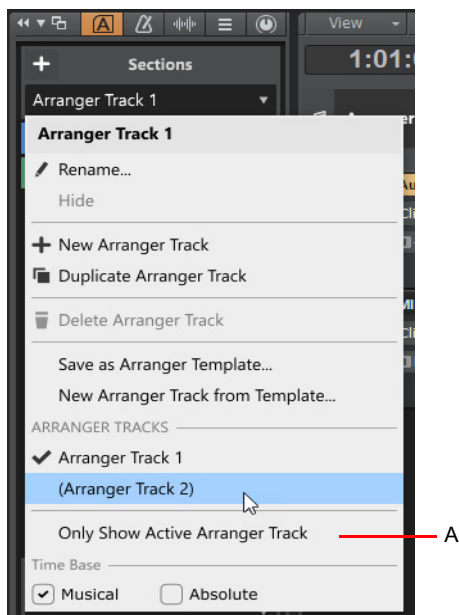 A
View
Sections
1:01:
Arranger Track 1
Arranger Track 1
Rename...
Hide
New Arranger Track
Duplicate Arranger Track
Delete Arranger Track
Save as Arranger Template...
New Arranger Track from Template...
ARRANGER TRACKS
Arranger Track 1
(Arranger Track 2)
Only Show Active Arranger Track
A
Time Base
Musical
Absolute